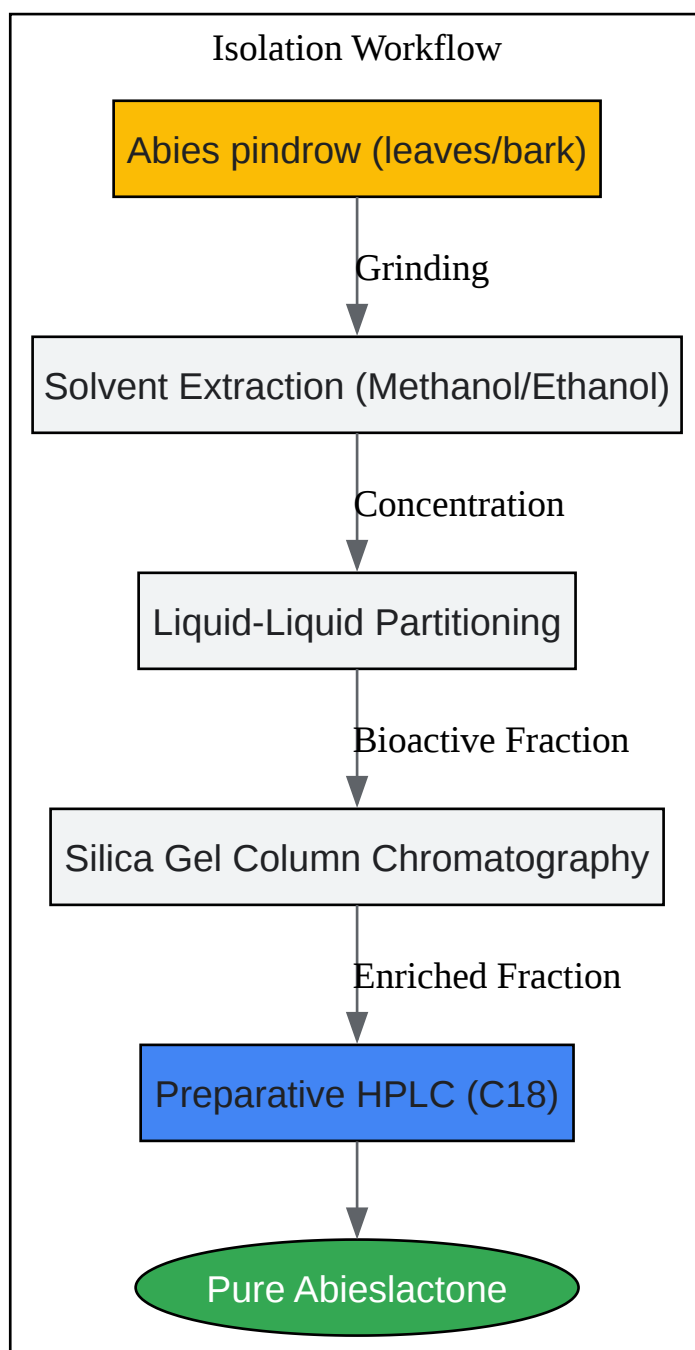 Isolation Workflow
Abies pindrow (leaves/bark)
Grinding
Solvent Extraction (Methanol/Ethanol)
Concentration
Liquid-Liquid Partitioning
Bioactive Fraction
Silica Gel Column Chromatography
Enriched Fraction
Preparative HPLC (C18)
Pure Abieslactone